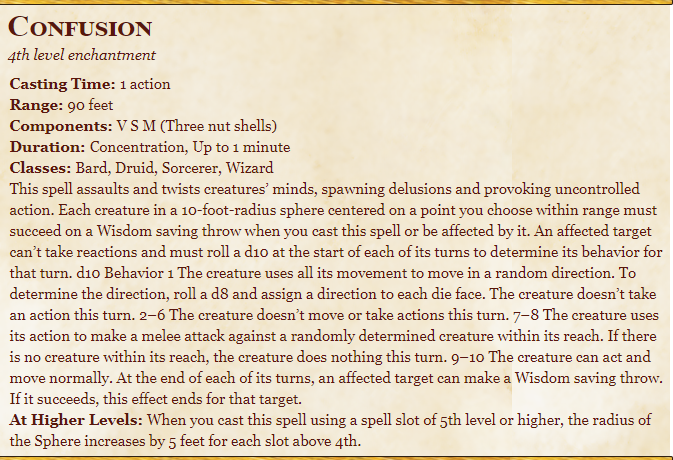 Confusion
4th level enchantment
Casting Time: 1 action
Range: 90 feet
Components: V S M (Three nut shells)
Duration: Concentration, Up to 1 minute
Classes: Bard, Druid, Sorcerer, Wizard
This spell assaults and twists creatures’ minds, spawning delusions and provoking uncontrolled
action. Each creature in a 10-foot-radius sphere centered on a point you choose within range must
succeed on a Wisdom saving throw when you cast this spell or be affected by it. An affected target
can’t take reactions and must roll a d10 at the start of each of its turns to determine its behavior for
that turn. d10 Behavior 1 The creature uses all its movement to move in a random direction. To
determine the direction, roll a d8 and assign a direction to each die face. The creature doesn’t take
an action this turn. 2–6 The creature doesn’t move or take actions this turn. 7–8 The creature uses
its action to make a melee attack against a randomly determined creature within its reach. If there
is no creature within its reach, the creature does nothing this turn. 9–10 The creature can act and
move normally. At the end of each of its turns, an affected target can make a Wisdom saving throw.
If it succeeds, this effect ends for that target.
At Higher Levels: When you cast this spell using a spell slot of 5th level or higher, the radius of
the Sphere increases by 5 feet for each slot above 4th.